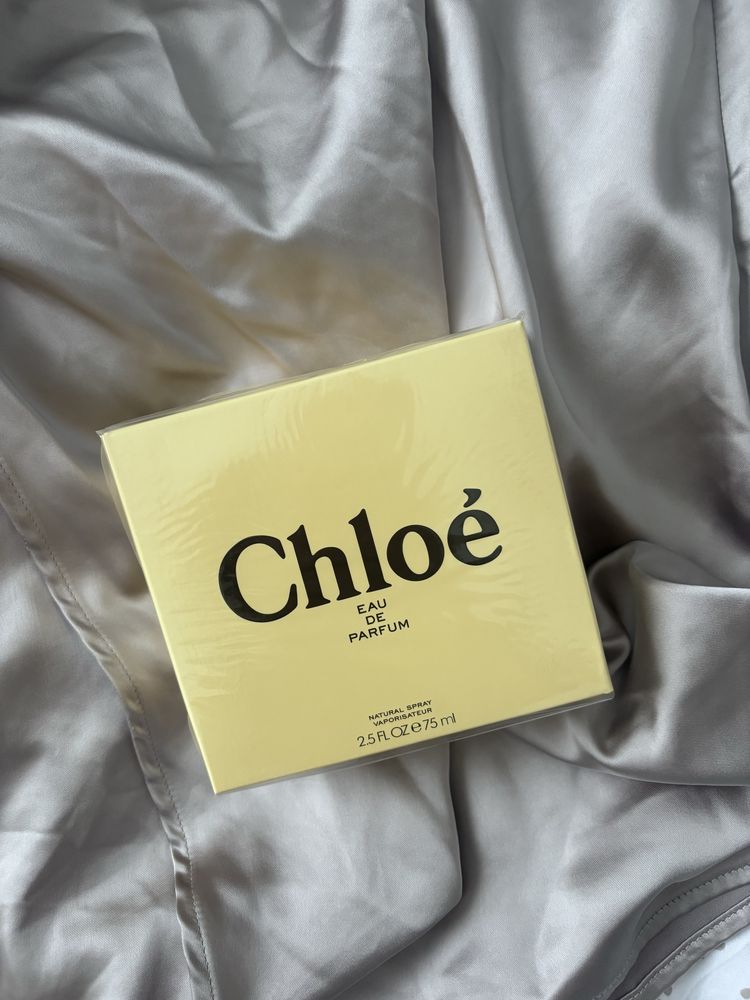 Chloé
EAU
DE
PARFUM
NATURAL SPRAY
VAPORISATEUR
2.5 FL OZ ℮ 75 ml